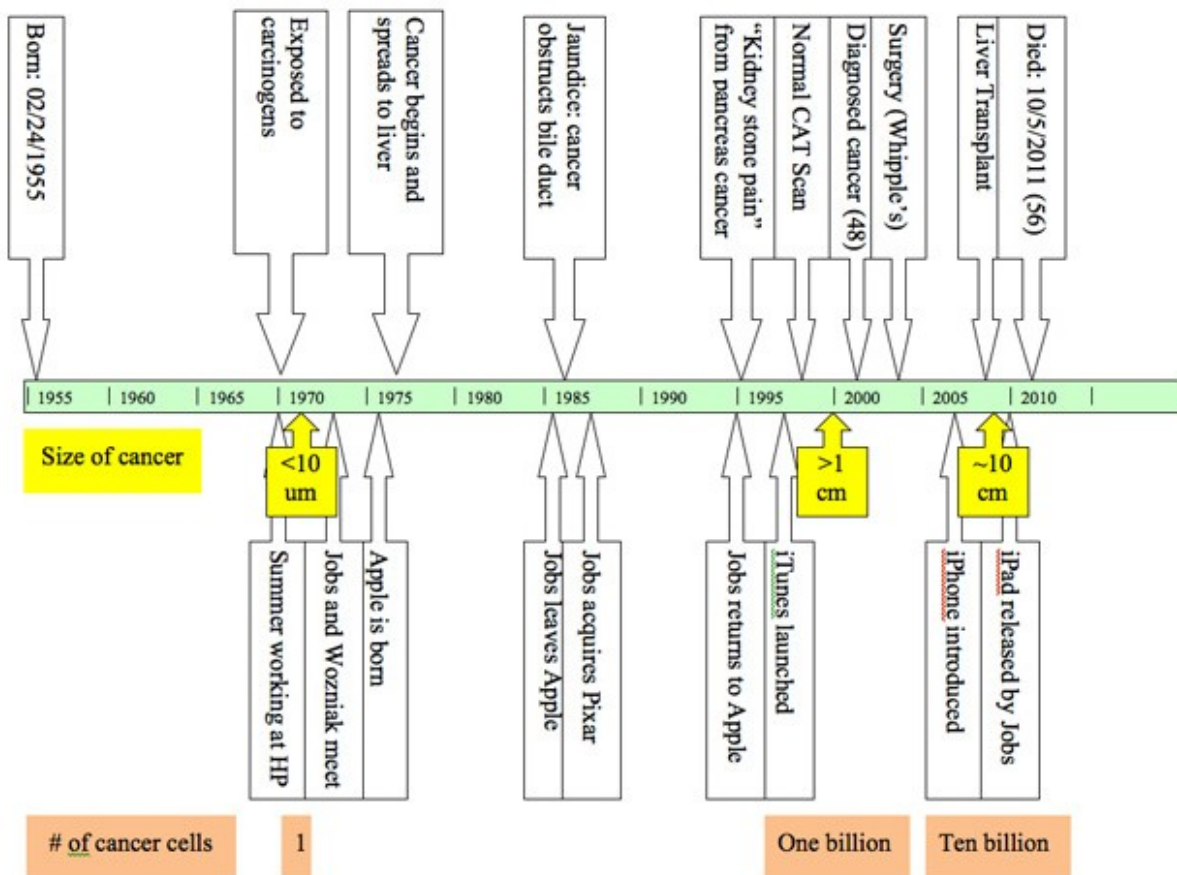 Born: 02/24/1955
Exposed to
carcinogens
Cancer begins and
spreads to liver
Jaundice: cancer
obstructs bile duct
“Kidney stone pain”
from pancreas cancer
Normal CAT Scan
Diagnosed cancer (48)
Surgery (Whipple’s)
Liver Transplant
Died: 10/5/2011 (56)
| 1955 | 1960 | 1965 | 1970 | 1975 | 1980 | 1985 | 1990 | 1995 | 2000 | 2005 | 2010 |
Size of cancer
<10
um
>1
cm
~10
cm
Summer working at HP
Jobs and Wozniak meet
Apple is born
Jobs leaves Apple
Jobs acquires Pixar
Jobs returns to Apple
iTunes launched
iPhone introduced
iPad released by Jobs
# of cancer cells
1
One billion
Ten billion